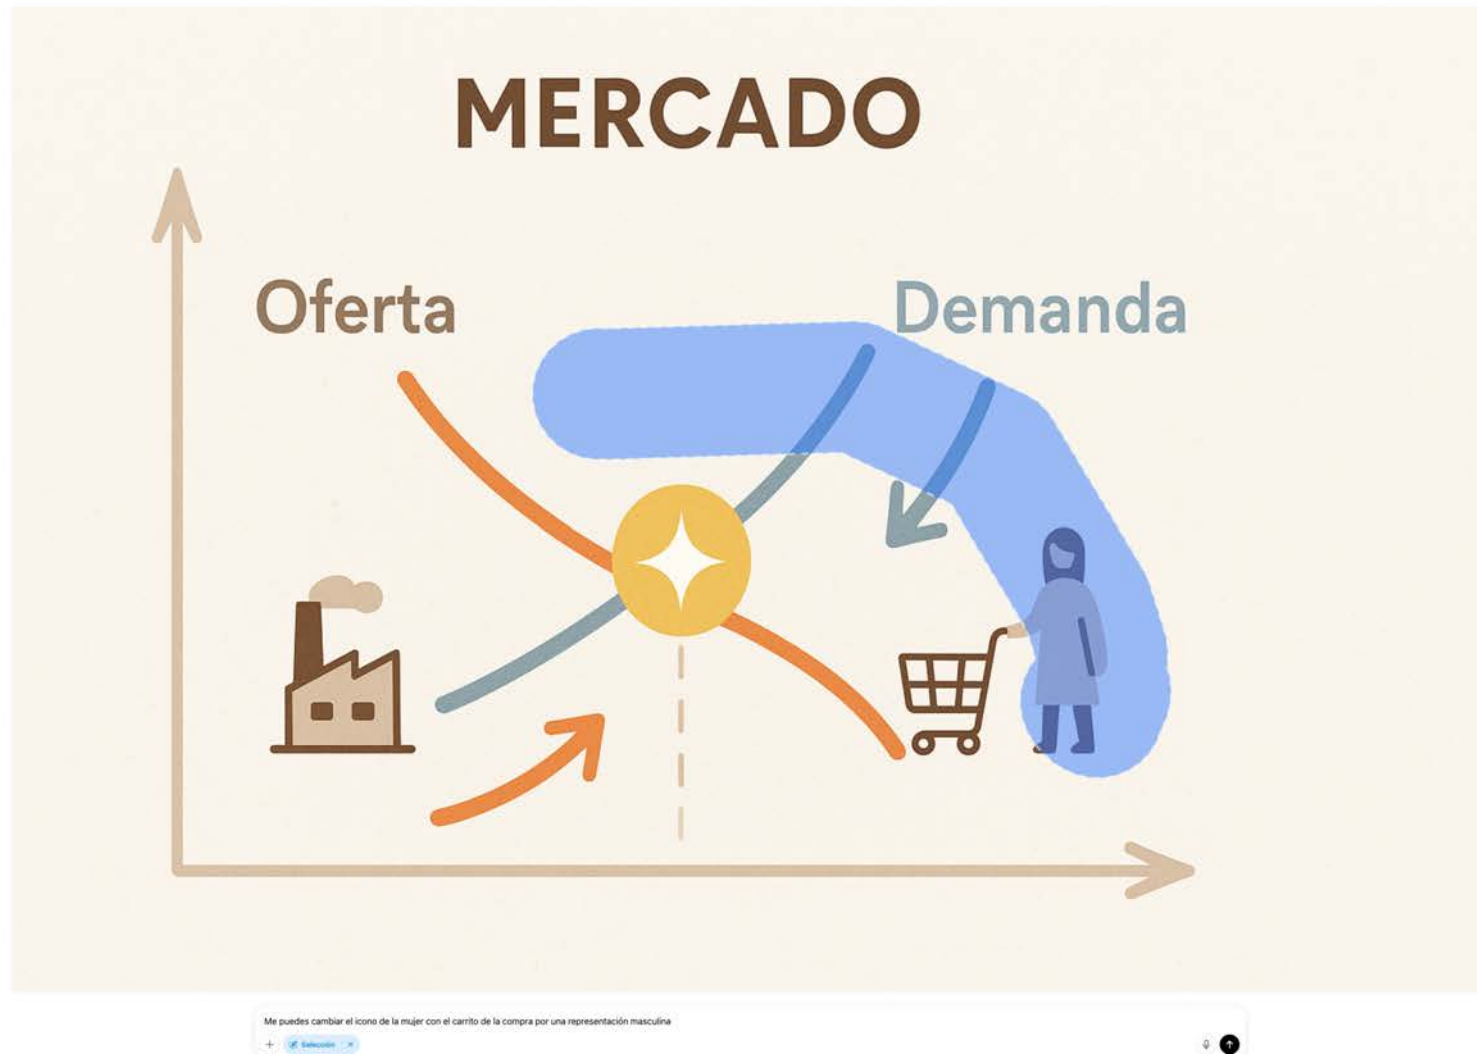 MERCADO
Oferta
Demanda
Me puedes cambiar el icono de la mujer con el carrito de la compra por una representación masculina
Selección